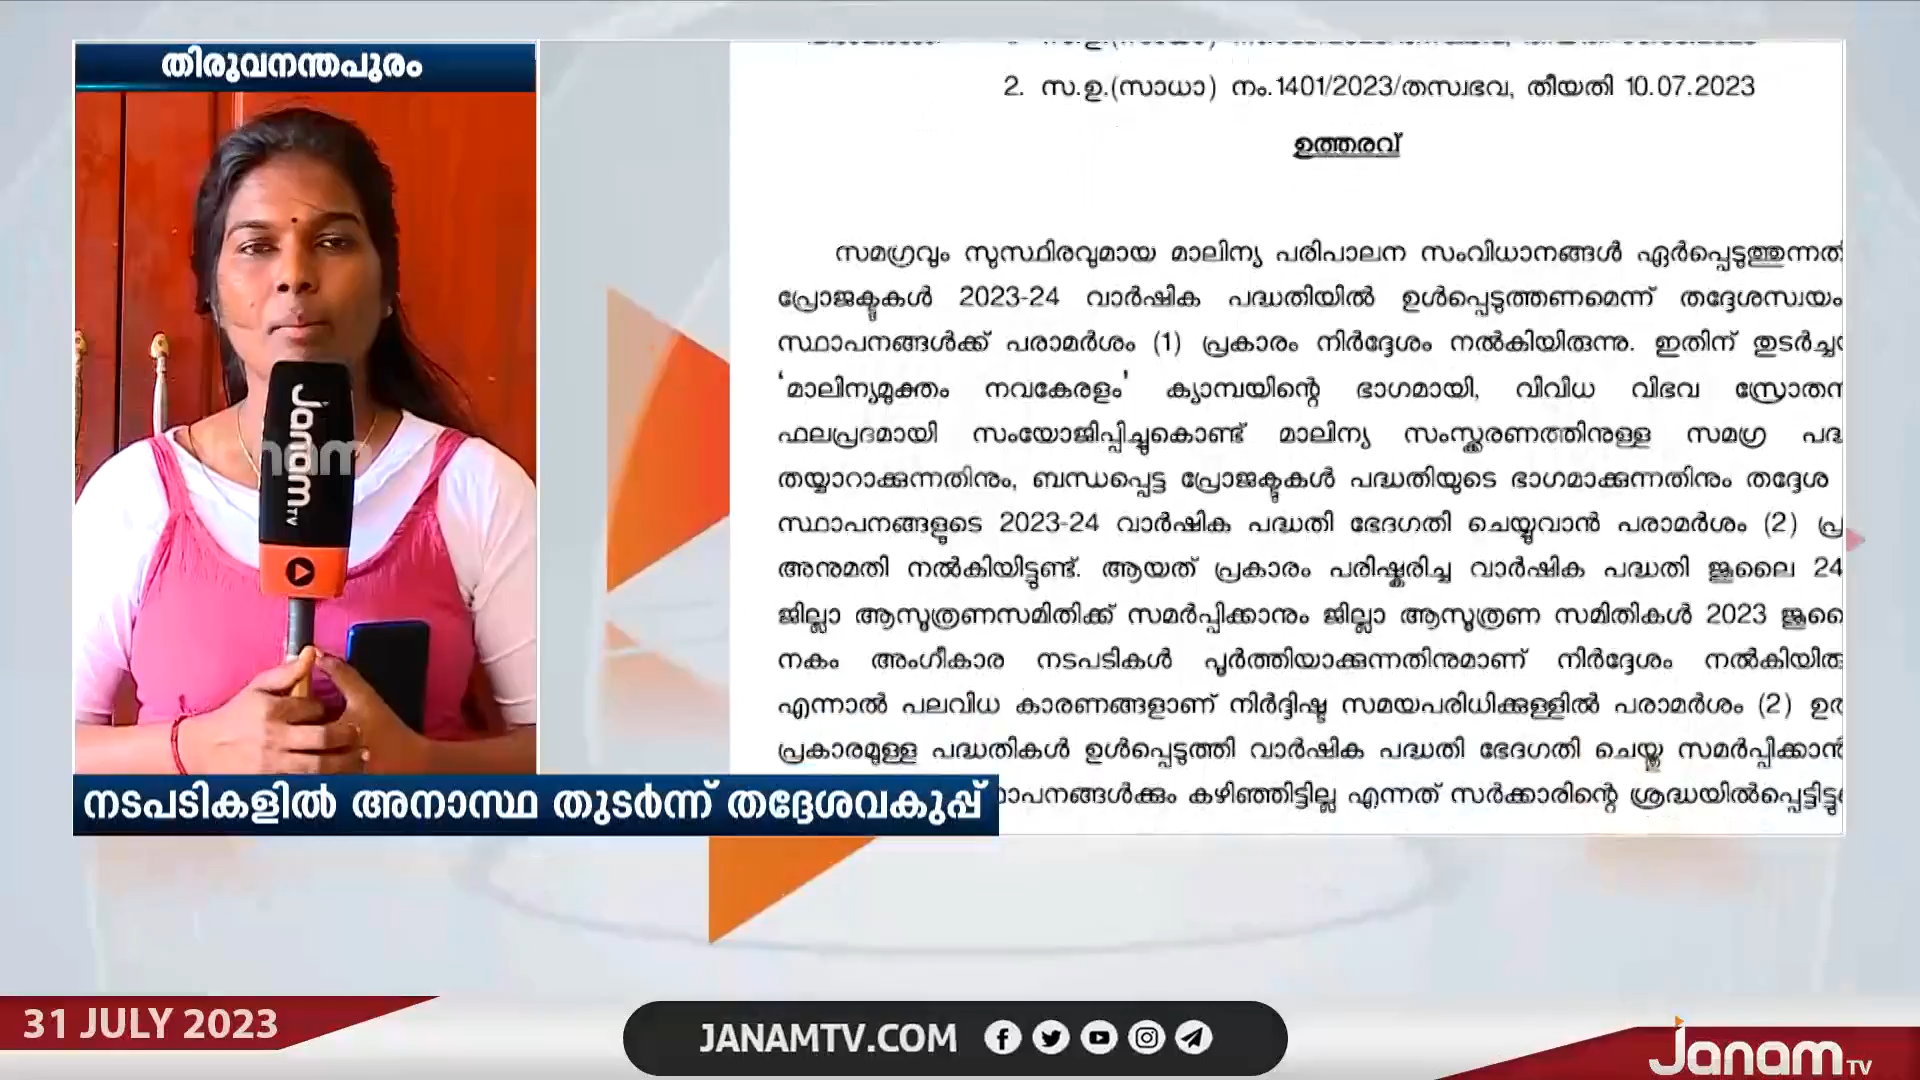 തിരുവനന്തപുരം
2. സ.ഉ.(സാധാ) നം.1401/2023/തസ്വഭവ, തീയതി 10.07.2023
ഉത്തരവ്
സമഗ്രവും സുസ്ഥിരവുമായ മാലിന്യ പരിപാലന സംവിധാനങ്ങൾ ഏർപ്പെടുത്തുന്നതി
പ്രോജക്ടുകൾ 2023-24 വാർഷിക പദ്ധതിയിൽ ഉൾപ്പെടുത്തണമെന്ന് തദ്ദേശസ്വയം
സ്ഥാപനങ്ങൾക്ക് പരാമർശം (1) പ്രകാരം നിർദ്ദേശം നൽകിയിരുന്നു. ഇതിന് തുടർച്ചയ
'മാലിന്യമുക്തം നവകേരളം' ക്യാമ്പയിന്റെ ഭാഗമായി, വിവിധ വിഭവ സ്രോതസ
ഫലപ്രദമായി സംയോജിപ്പിച്ചുകൊണ്ട് മാലിന്യ സംസ്കരണത്തിനുള്ള സമഗ്ര പദ്ധ
തയ്യാറാക്കുന്നതിനും, ബന്ധപ്പെട്ട പ്രോജക്ടുകൾ പദ്ധതിയുടെ ഭാഗമാക്കുന്നതിനും തദ്ദേശ
സ്ഥാപനങ്ങളുടെ 2023-24 വാർഷിക പദ്ധതി ഭേദഗതി ചെയ്യുവാൻ പരാമർശം (2) പ്ര
അനുമതി നൽകിയിട്ടുണ്ട്. ആയത് പ്രകാരം പരിഷ്കരിച്ച വാർഷിക പദ്ധതി ജൂലൈ 24
ജില്ലാ ആസൂത്രണസമിതിക്ക് സമർപ്പിക്കാനും ജില്ലാ ആസൂത്രണ സമിതികൾ 2023 ജൂലൈ
നകം അംഗീകാര നടപടികൾ പൂർത്തിയാക്കുന്നതിനുമാണ് നിർദ്ദേശം നൽകിയിരു
എന്നാൽ പലവിധ കാരണങ്ങളാണ് നിർദ്ദിഷ്ട സമയപരിധിക്കുള്ളിൽ പരാമർശം (2) ഉത
പ്രകാരമുള്ള പദ്ധതികൾ ഉൾപ്പെടുത്തി വാർഷിക പദ്ധതി ഭേദഗതി ചെയ്തു സമർപ്പിക്കാൻ
ാപനങ്ങൾക്കും കഴിഞ്ഞിട്ടില്ല എന്നത് സർക്കാരിന്റെ ശ്രദ്ധയിൽപ്പെട്ടിട്ടു
Janam TV
Janam
നടപടികളിൽ അനാസ്ഥ തുടർന്ന് തദ്ദേശവകുപ്പ്
31 JULY 2023
JANAMTV.COM
Janam TV